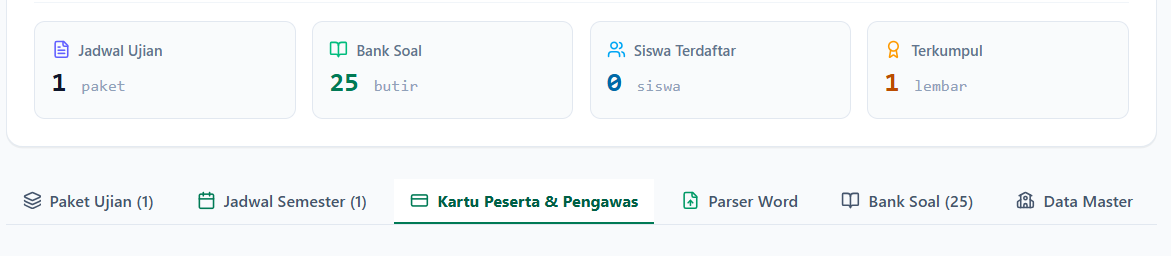 Jadwal Ujian
1 paket
Bank Soal
25 butir
Siswa Terdaftar
0 siswa
Terkumpul
1 lembar
Paket Ujian (1)
Jadwal Semester (1)
Kartu Peserta & Pengawas
Parser Word
Bank Soal (25)
Data Master